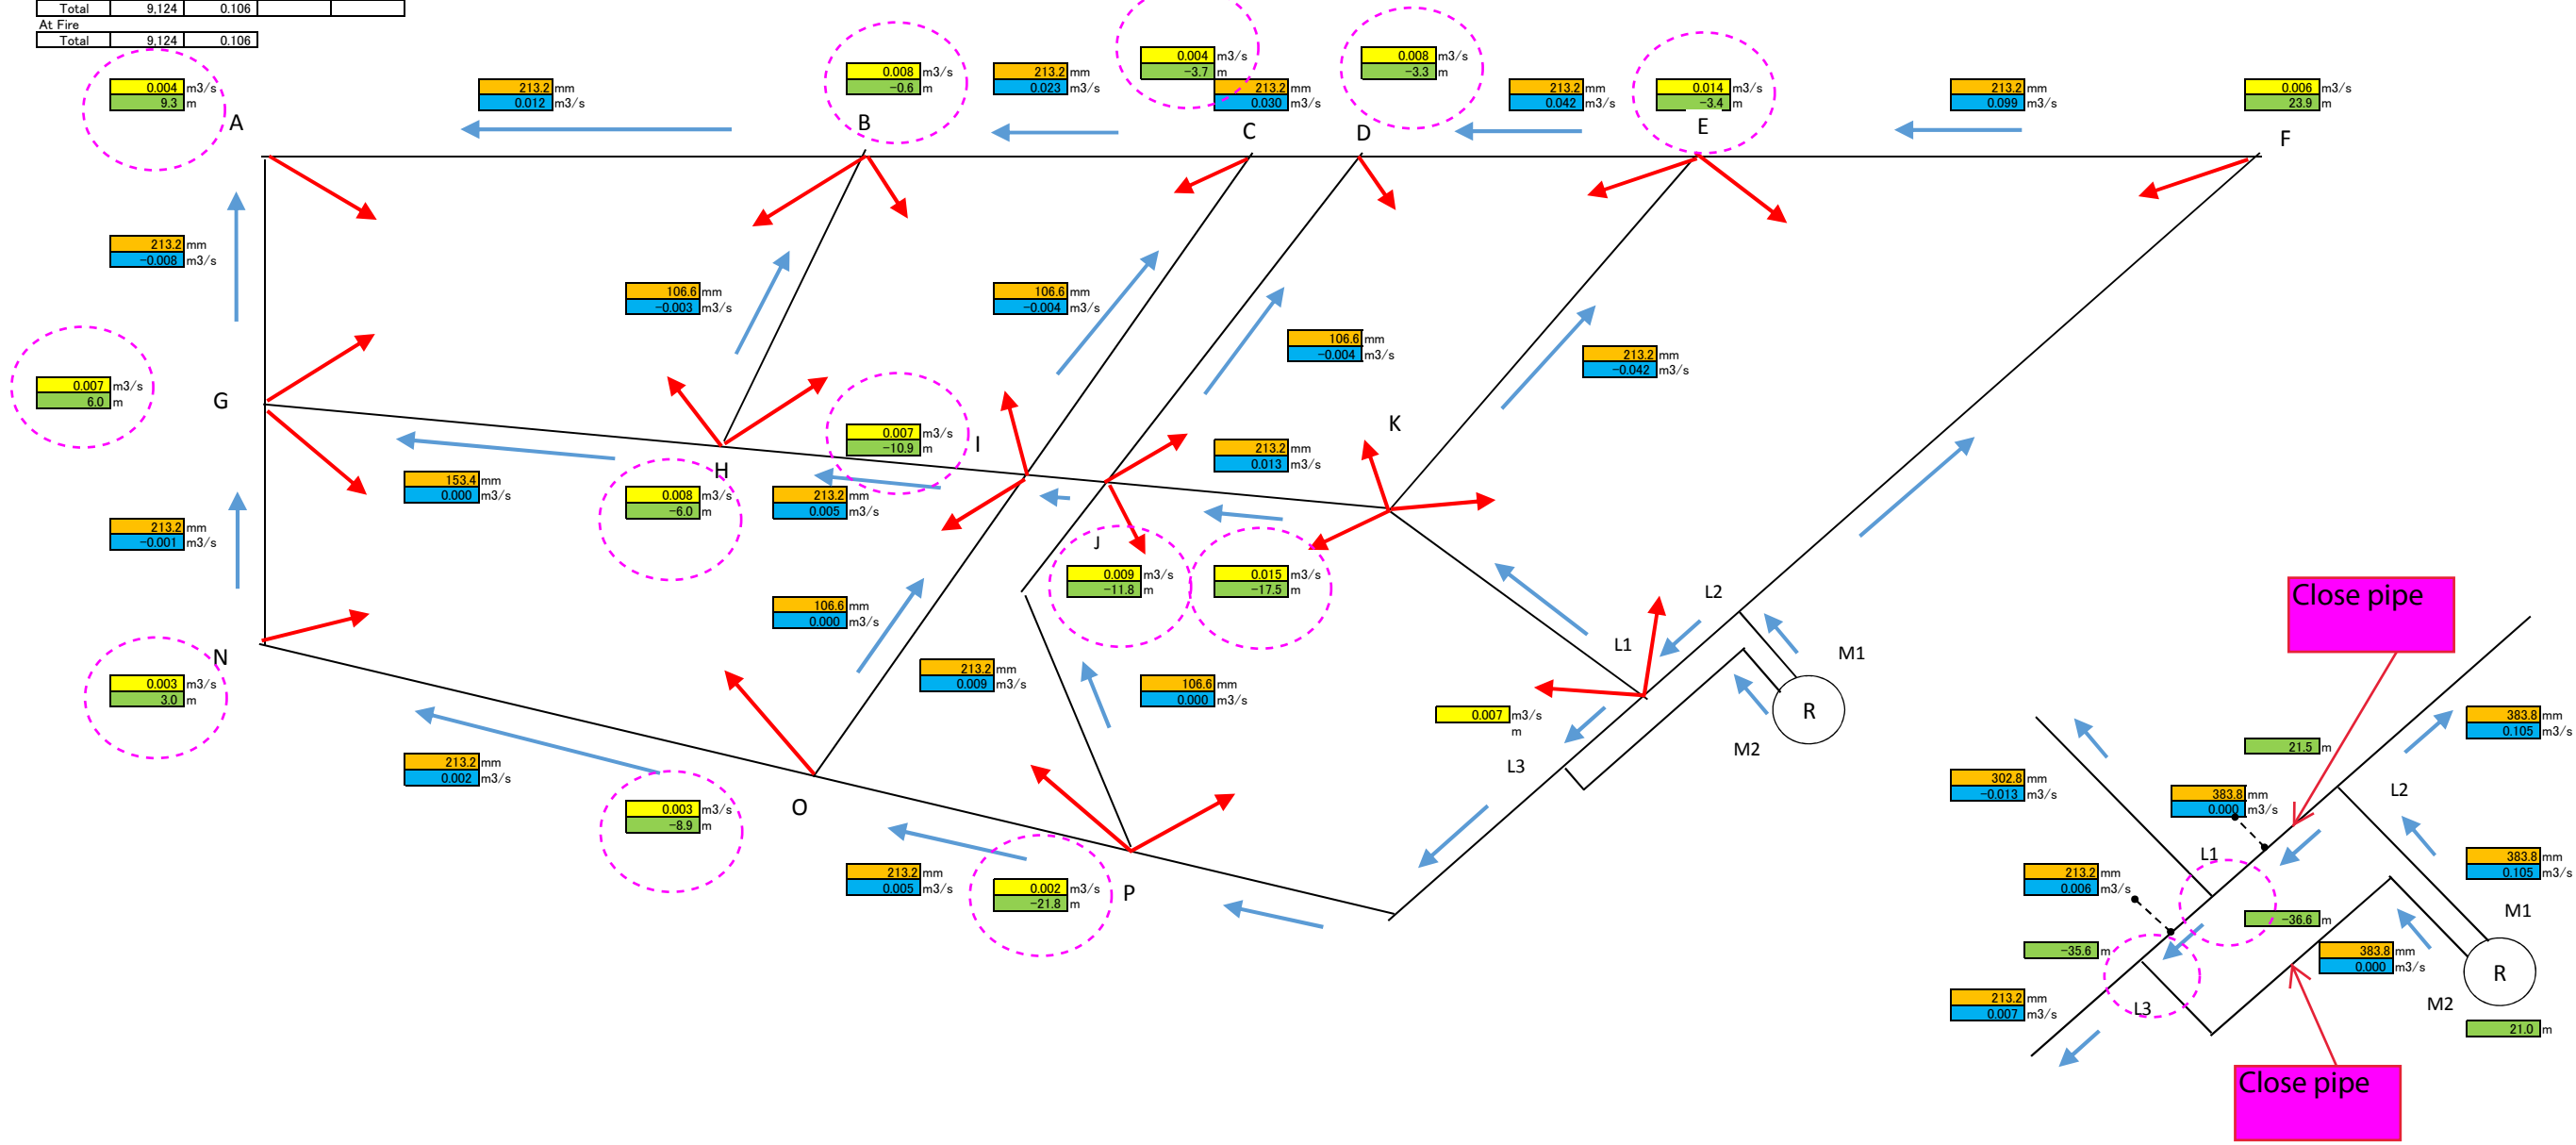 Total 9,124 0.106
At Fire
Total 9,124 0.106
0.004 m3/s
9.3 m
A
213.2 mm
0.012 m3/s
0.008 m3/s
-0.6 m
B
213.2 mm
0.023 m3/s
0.004 m3/s
-3.7 m
213.2 mm
0.030 m3/s
C
0.008 m3/s
-3.3 m
D
213.2 mm
0.042 m3/s
0.014 m3/s
-3.4 m
E
213.2 mm
0.099 m3/s
0.006 m3/s
23.9 m
F
213.2 mm
-0.008 m3/s
106.6 mm
-0.003 m3/s
106.6 mm
-0.004 m3/s
106.6 mm
-0.004 m3/s
213.2 mm
-0.042 m3/s
0.007 m3/s
6.0 m
G
0.007 m3/s
-10.9 m
I
213.2 mm
0.013 m3/s
K
H
153.4 mm
0.000 m3/s
0.008 m3/s
-6.0 m
213.2 mm
0.005 m3/s
213.2 mm
-0.001 m3/s
J
0.009 m3/s
-11.8 m
0.015 m3/s
-17.5 m
106.6 mm
0.000 m3/s
L2
L1
M1
Close pipe
N
0.003 m3/s
3.0 m
213.2 mm
0.009 m3/s
106.6 mm
0.000 m3/s
0.007 m3/s
m
R
M2
L3
213.2 mm
0.002 m3/s
0.003 m3/s
-8.9 m
O
213.2 mm
0.005 m3/s
0.002 m3/s
-21.8 m
P
383.8 mm
0.105 m3/s
21.5 m
302.8 mm
-0.013 m3/s
383.8 mm
0.000 m3/s
L2
L1
383.8 mm
0.105 m3/s
213.2 mm
0.006 m3/s
-36.6 m
M1
-35.6 m
383.8 mm
0.000 m3/s
R
213.2 mm
0.007 m3/s
L3
M2
21.0 m
Close pipe